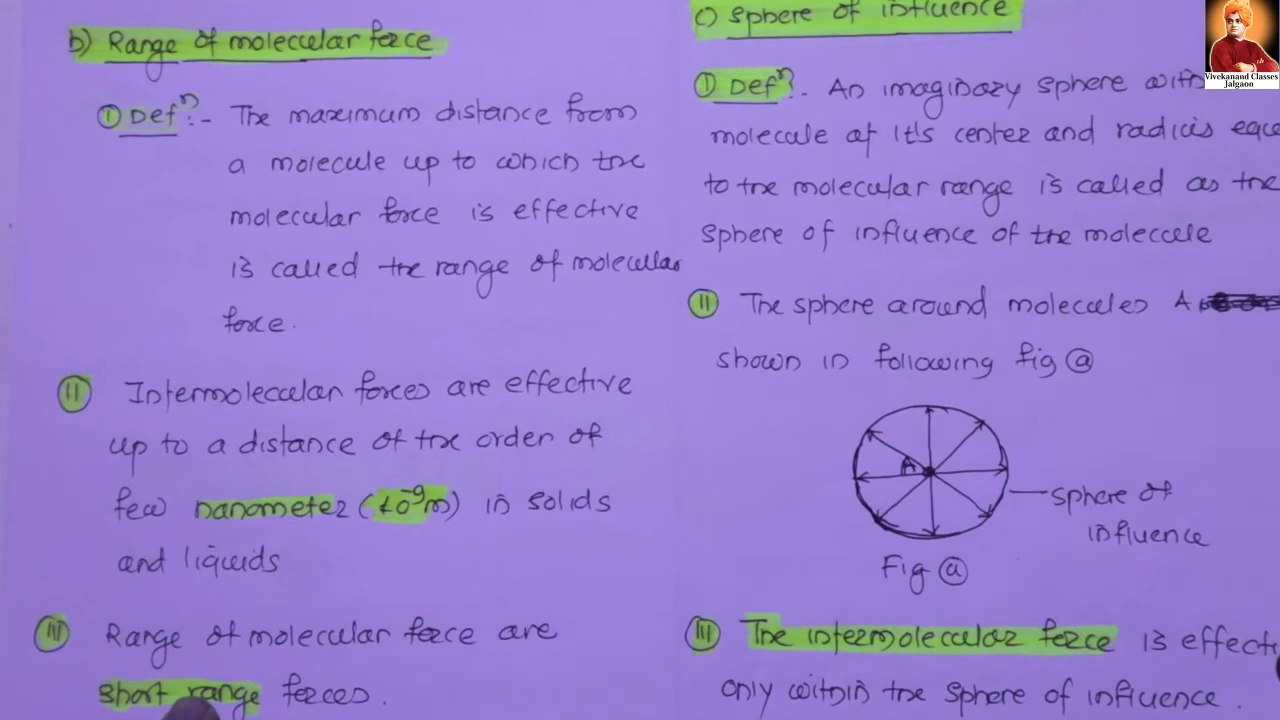 b) Range of molecular force
① Defⁿ:- The maximum distance from
a molecule up to which the
molecular force is effective
is called the range of molecular
force.
II Intermolecular forces are effective
up to a distance of the order of
few nanometer (10⁻⁹m) in solids
and liquids
III Range of molecular force are
short range forces.
c) Sphere of influence
① Defⁿ:- An imaginary sphere with
molecule at it's center and radius equa
to the molecular range is called as the
sphere of influence of the molecule
II The sphere around molecules A
shown in following fig ⓐ
A
Sphere of
influence
Fig ⓐ
III The intermolecular force is effecti
only within the sphere of influence.
Vivekanand Classes
Jalgaon